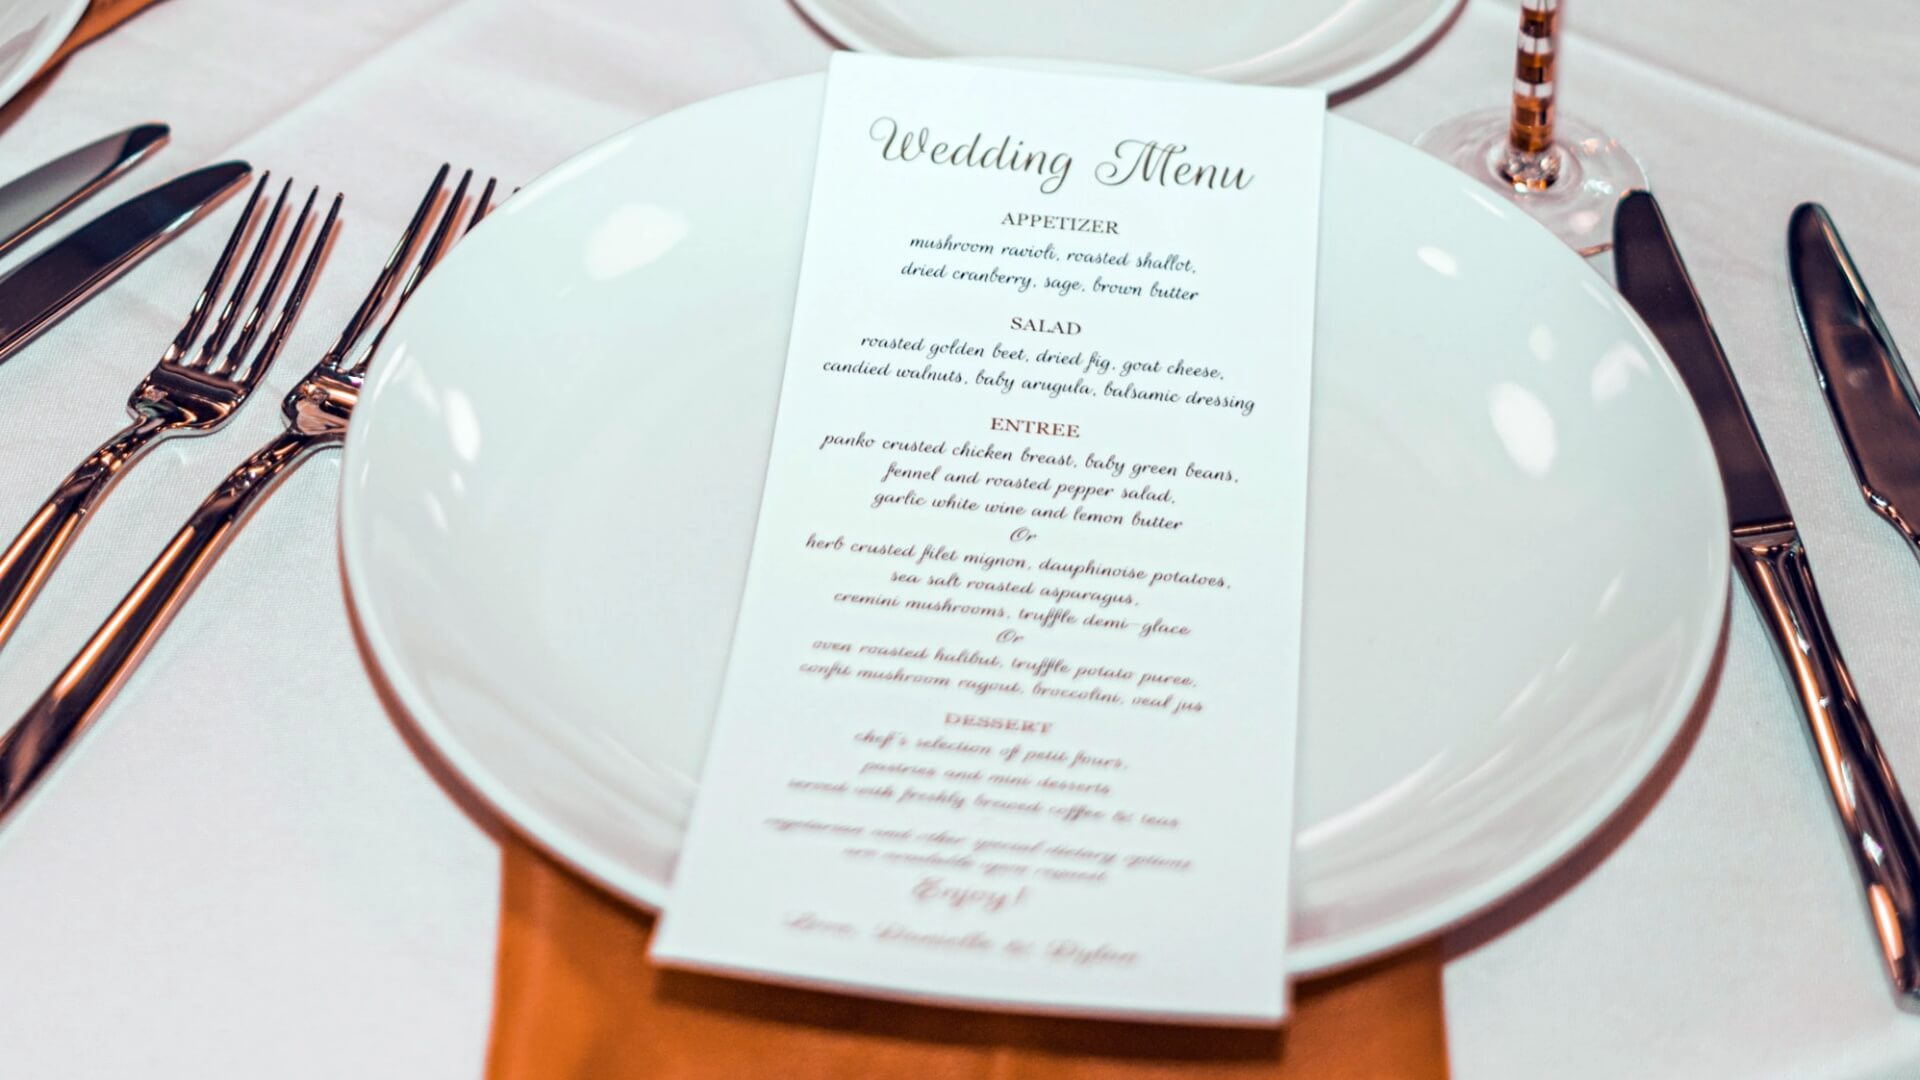 Wedding Menu
APPETIZER
mushroom ravioli, roasted shallot,
dried cranberry, sage, brown butter
SALAD
roasted golden beet, dried fig, goat cheese,
candied walnuts, baby arugula, balsamic dressing
ENTREE
panko crusted chicken breast, baby green beans,
fennel and roasted pepper salad,
garlic white wine and lemon butter
Or
herb crusted filet mignon, dauphinoise potatoes,
sea salt roasted asparagus,
cremini mushrooms, truffle demi-glace
Or
oven roasted halibut, truffle potato puree,
confit mushroom ragout, broccolini, veal jus
DESSERT
chef's selection of petit fours,
pastries and mini desserts
served with freshly brewed coffee & teas
vegetarian and other special dietary options
are available upon request
Enjoy!
Love, Danielle & Dylan